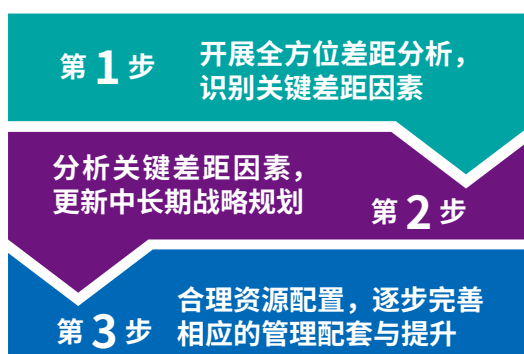 第1步
开展全方位差距分析，
识别关键差距因素
分析关键差距因素，
更新中长期战略规划
第2步
第3步
合理资源配置，逐步完善
相应的管理配套与提升